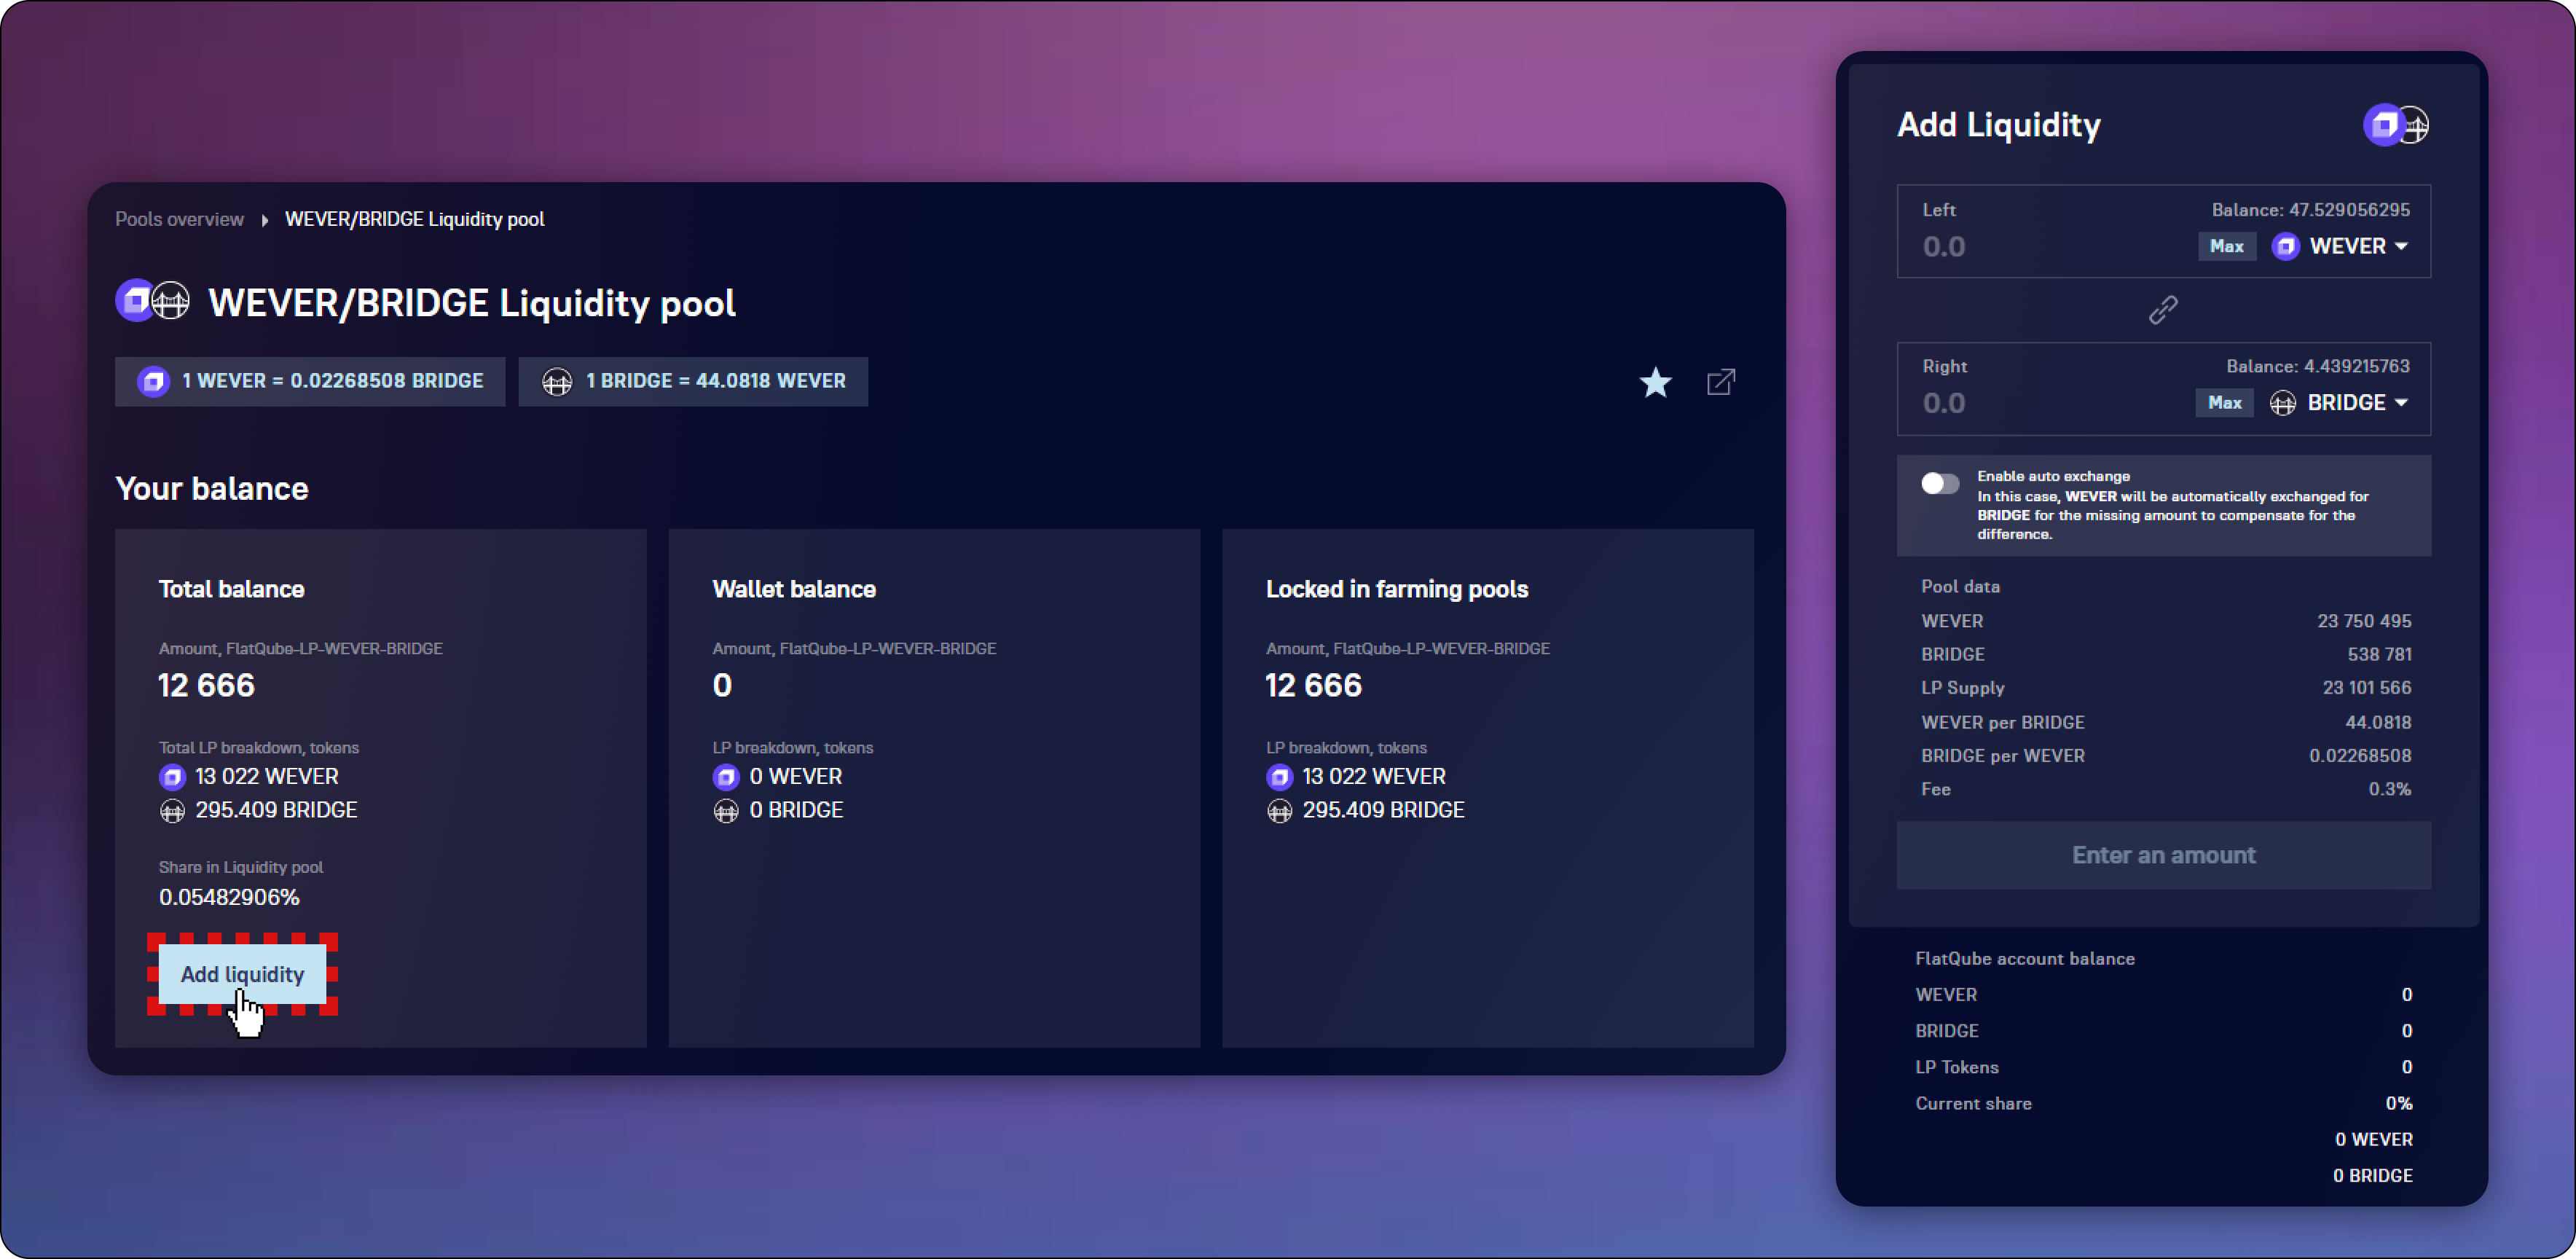 Pools overview WEVER/BRIDGE Liquidity pool
WEVER/BRIDGE Liquidity pool
1 WEVER = 0.02268508 BRIDGE
1 BRIDGE = 44.0818 WEVER
Your balance
Total balance
Amount, FlatQube-LP-WEVER-BRIDGE
12 666
Total LP breakdown, tokens
13 022 WEVER
295.409 BRIDGE
Share in Liquidity pool
0.05482906%
Add liquidity
Wallet balance
Amount, FlatQube-LP-WEVER-BRIDGE
0
LP breakdown, tokens
0 WEVER
0 BRIDGE
Locked in farming pools
Amount, FlatQube-LP-WEVER-BRIDGE
12 666
LP breakdown, tokens
13 022 WEVER
295.409 BRIDGE
Add Liquidity
Left Balance: 47.529056295
0.0 Max WEVER
Right Balance: 4.439215763
0.0 Max BRIDGE
Enable auto exchange
In this case, WEVER will be automatically exchanged for
BRIDGE for the missing amount to compensate for the
difference.
Pool data
WEVER 23 750 495
BRIDGE 538 781
LP Supply 23 101 566
WEVER per BRIDGE 44.0818
BRIDGE per WEVER 0.02268508
Fee 0.3%
Enter an amount
FlatQube account balance
WEVER 0
BRIDGE 0
LP Tokens 0
Current share 0%
0 WEVER
0 BRIDGE